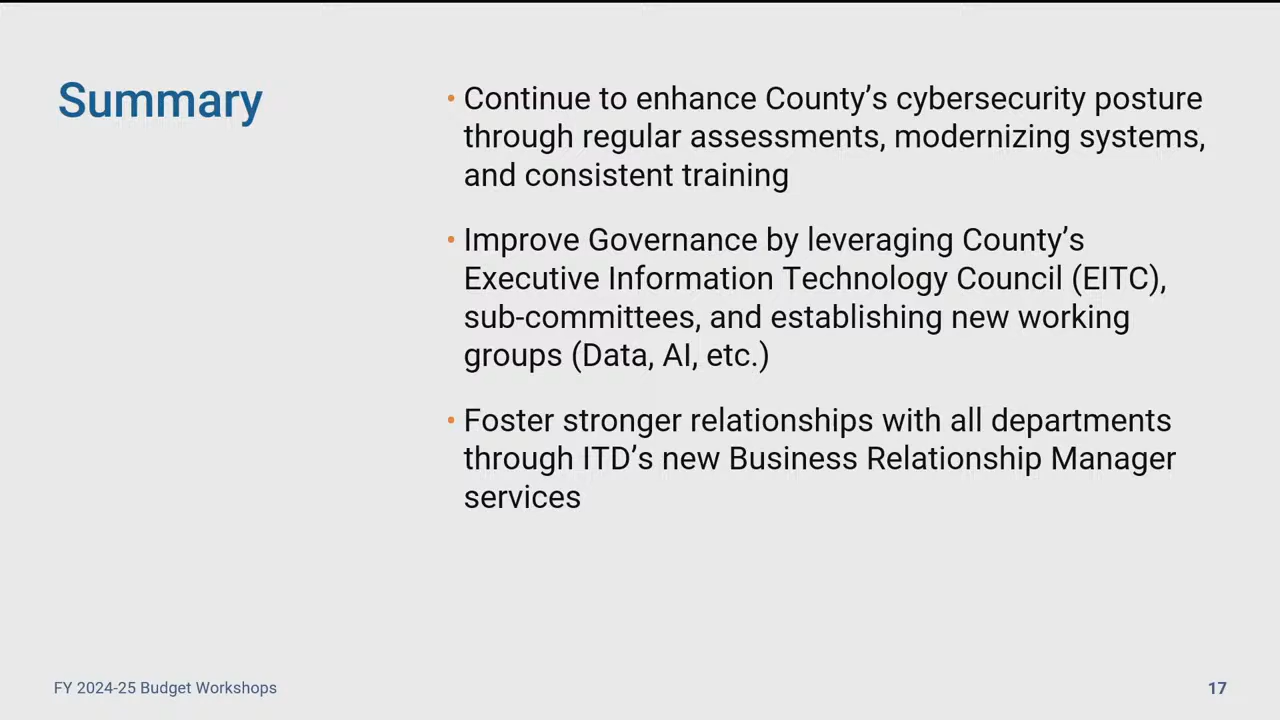 Summary
• Continue to enhance County’s cybersecurity posture
through regular assessments, modernizing systems,
and consistent training
• Improve Governance by leveraging County’s
Executive Information Technology Council (EITC),
sub-committees, and establishing new working
groups (Data, AI, etc.)
• Foster stronger relationships with all departments
through ITD’s new Business Relationship Manager
services
FY 2024-25 Budget Workshops
17